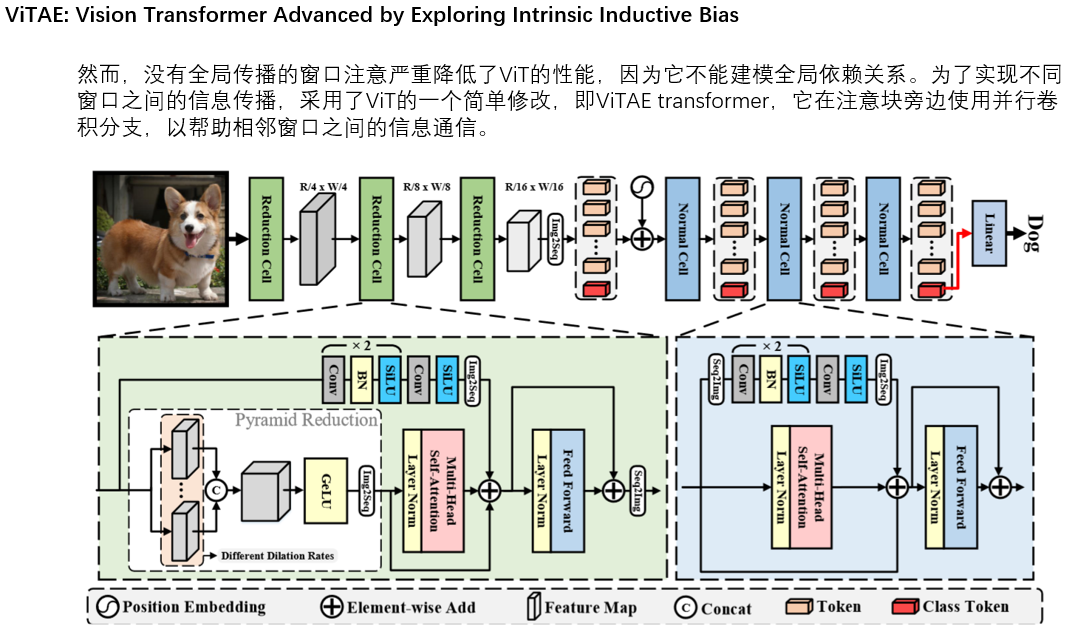 ViTAE: Vision Transformer Advanced by Exploring Intrinsic Inductive Bias
然而，没有全局传播的窗口注意严重降低了ViT的性能，因为它不能建模全局依赖关系。为了实现不同
窗口之间的信息传播，采用了ViT的一个简单修改，即ViTAE transformer，它在注意块旁边使用并行卷
积分支，以帮助相邻窗口之间的信息通信。
Reduction Cell
R/4 x W/4
Reduction Cell
R/8 x W/8
Reduction Cell
R/16 x W/16
Img2Seq
Normal Cell
Normal Cell
Normal Cell
Linear
Dog
× 2
Conv
BN
SiLU
Conv
SiLU
Img2Seq
Pyramid Reduction
C
GeLU
Img2Seq
Different Dilation Rates
Layer Norm
Multi-Head
Self-Attention
Layer Norm
Feed Forward
Seq2Img
Seq2Img
× 2
Conv
BN
SiLU
Conv
SiLU
Img2Seq
Layer Norm
Multi-Head
Self-Attention
Layer Norm
Feed Forward
Position Embedding
Element-wise Add
Feature Map
C Concat
Token
Class Token